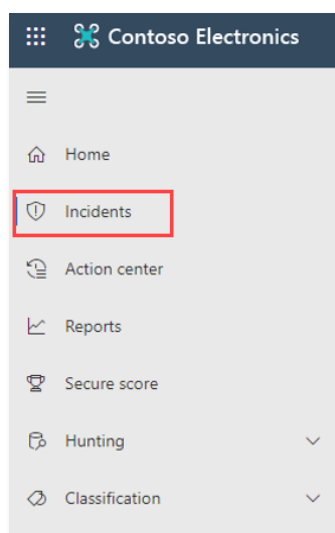 Contoso Electronics
Home
Incidents
Action center
Reports
Secure score
Hunting
Classification